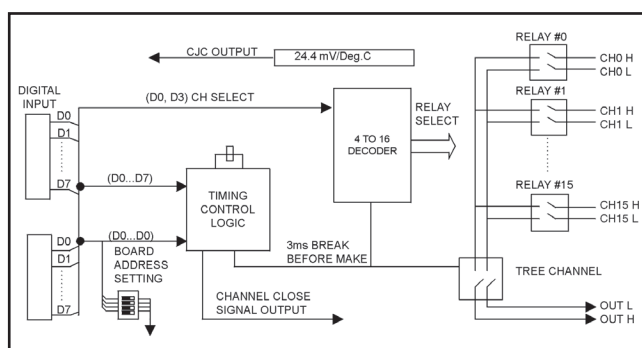 CJC OUTPUT
24.4 mV/Deg.C
RELAY #0
CH0 H
CH0 L
DIGITAL
INPUT
D0
D1
D7
(D0, D3) CH SELECT
4 TO 16
DECODER
RELAY
SELECT
RELAY #1
CH1 H
CH1 L
(D0...D7)
TIMING
CONTROL
LOGIC
RELAY #15
CH15 H
CH15 L
D0
D1
D7
(D0...D0)
BOARD
ADDRESS
SETTING
3ms BREAK
BEFORE MAKE
TREE CHANNEL
CHANNEL CLOSE
SIGNAL OUTPUT
OUT L
OUT H